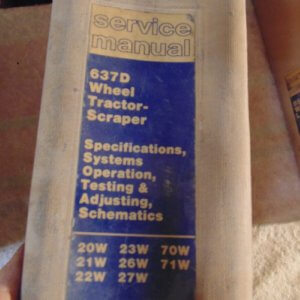 service
manual
637D
Wheel
Tractor-
Scraper
Specifications,
Systems
Operation,
Testing &
Adjusting,
Schematics
20W 23W 70W
21W 26W 71W
22W 27W